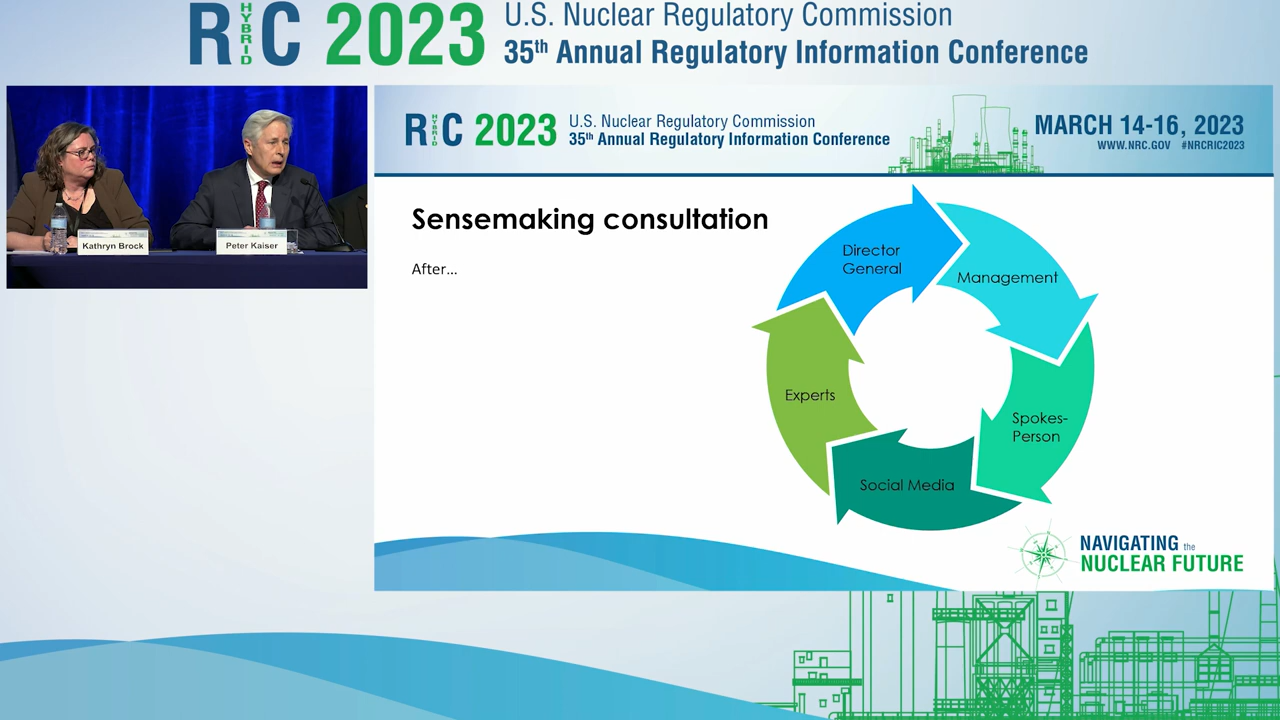 RIC 2023
HYBRID
U.S. Nuclear Regulatory Commission
35th Annual Regulatory Information Conference
Kathryn Brock
Peter Kaiser
RIC 2023
HYBRID
U.S. Nuclear Regulatory Commission
35th Annual Regulatory Information Conference
MARCH 14-16, 2023
WWW.NRC.GOV #NRCRIC2023
Sensemaking consultation
After...
Director
General
Management
Spokes-
Person
Social Media
Experts
NAVIGATING the
NUCLEAR FUTURE